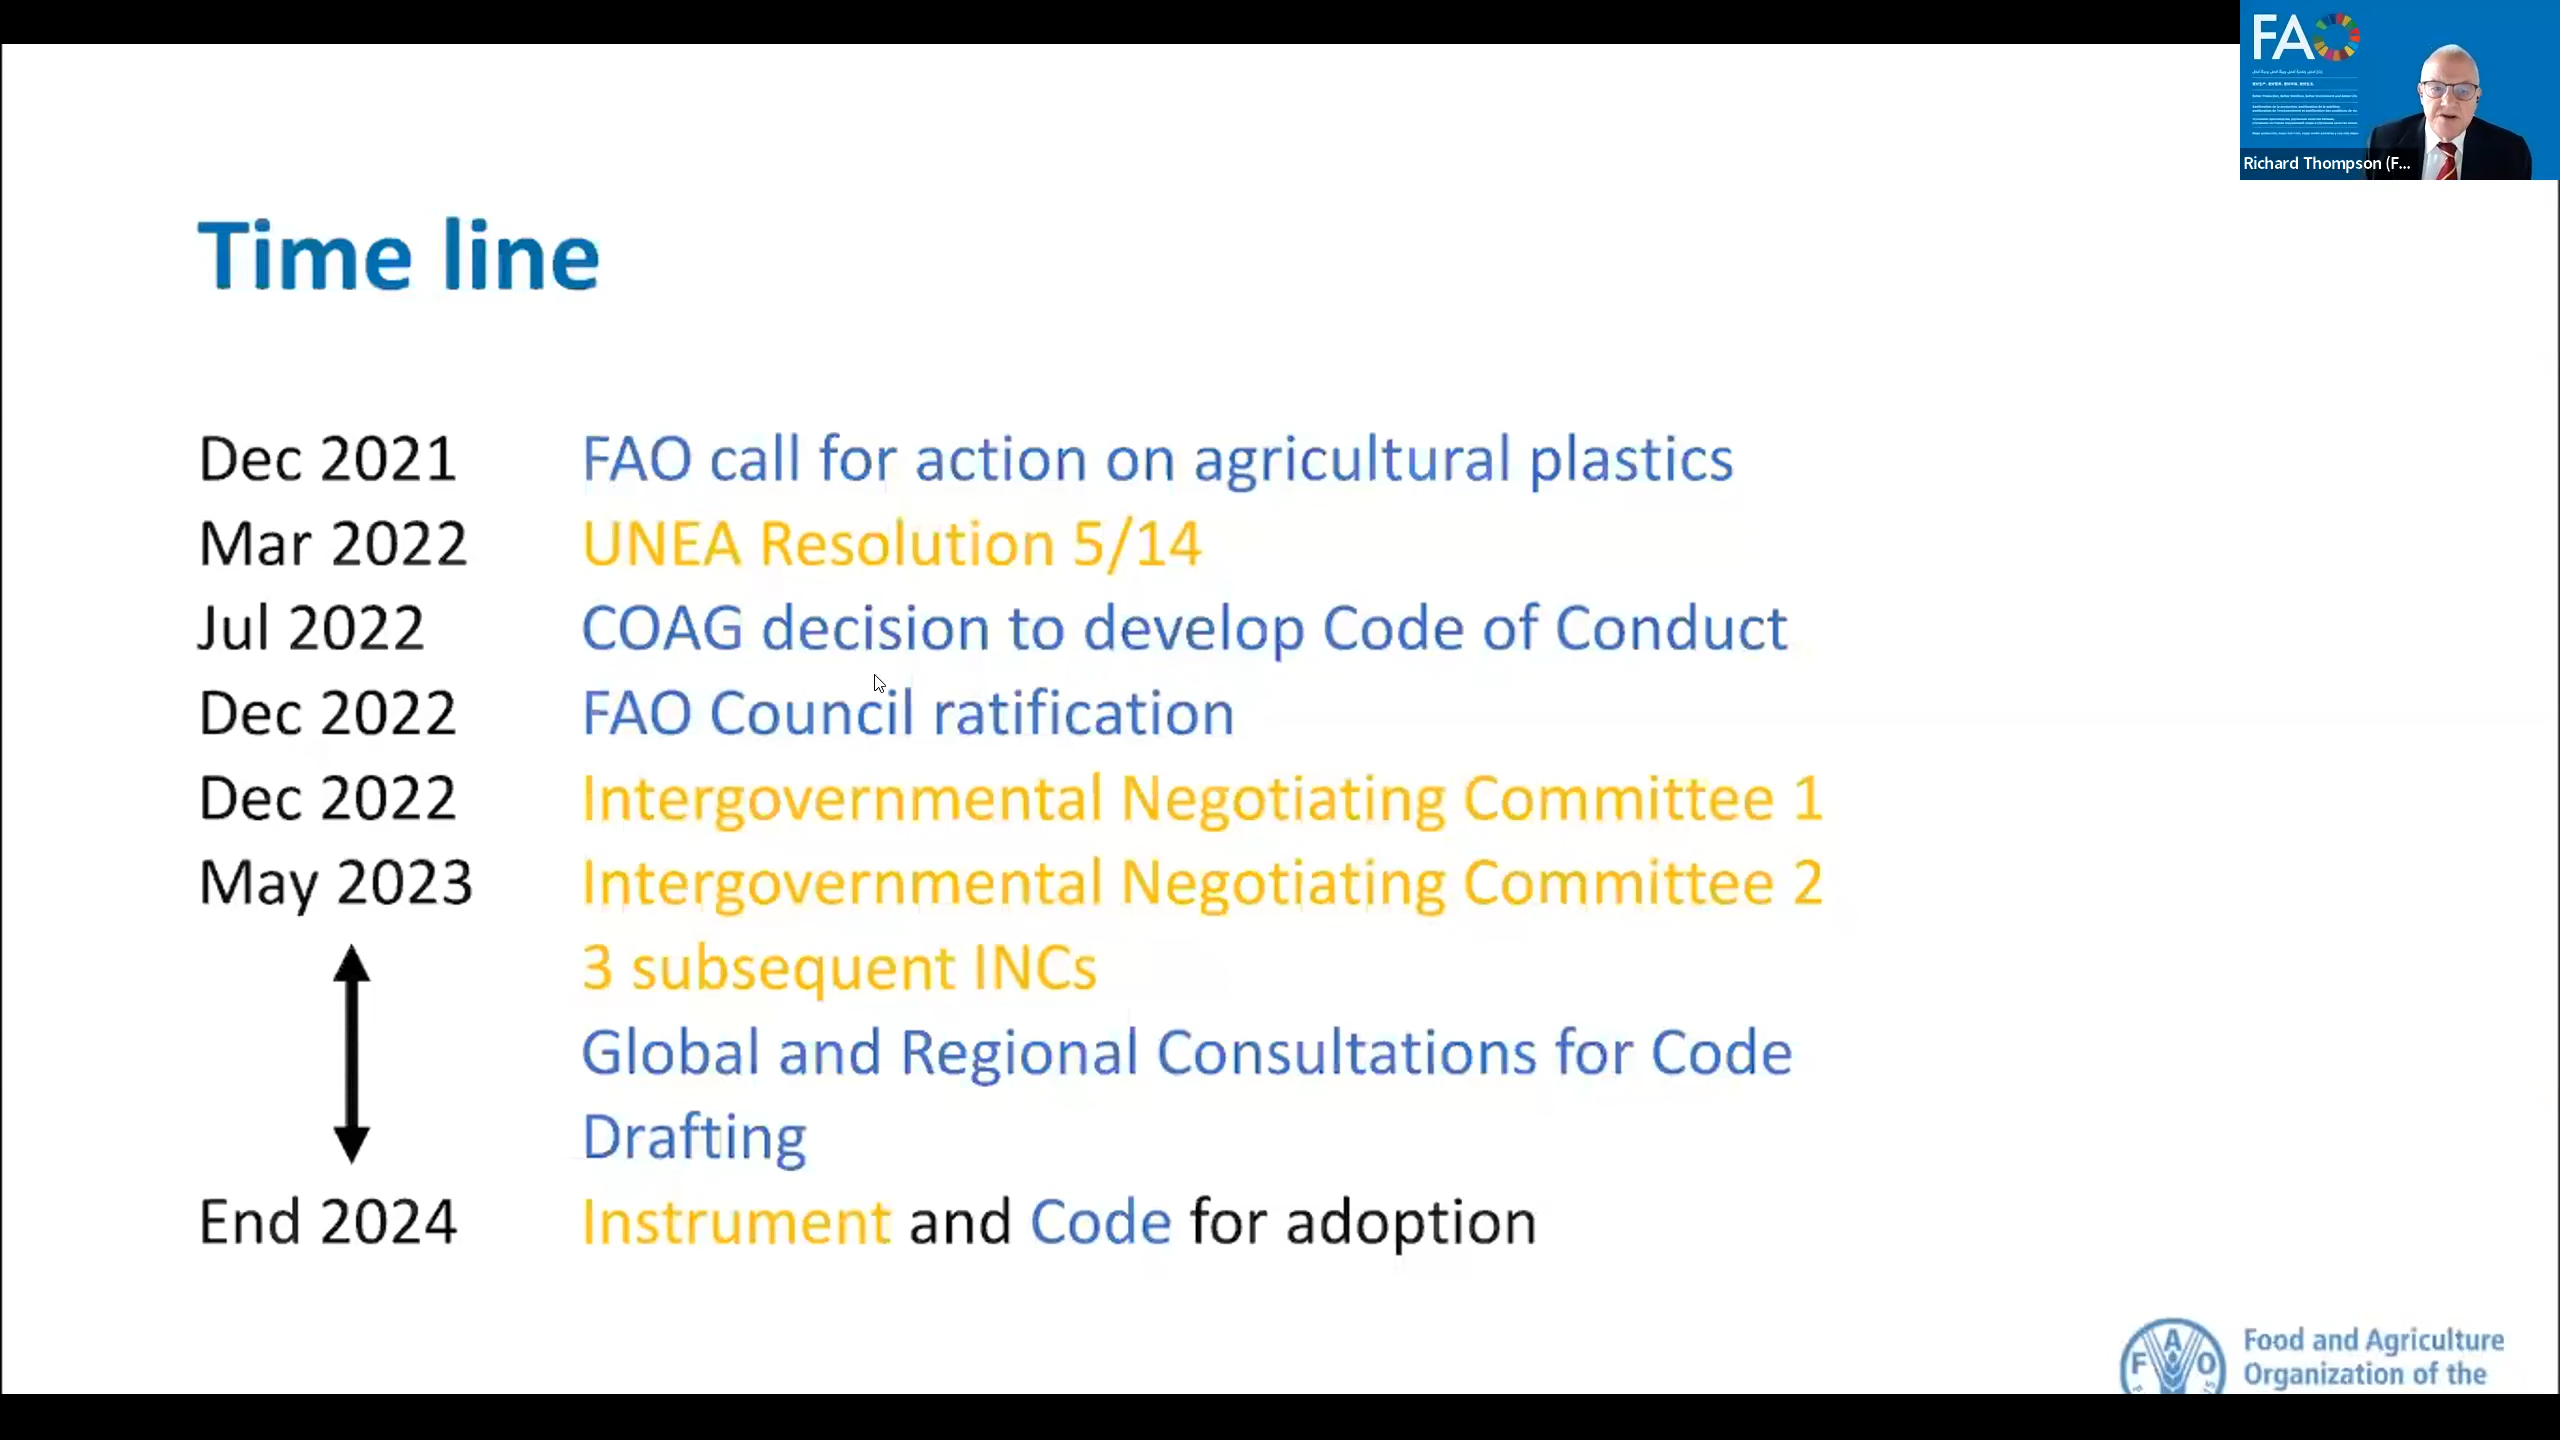 FAO
Richard Thompson (F...
Time line
Dec 2021 FAO call for action on agricultural plastics
Mar 2022 UNEA Resolution 5/14
Jul 2022 COAG decision to develop Code of Conduct
Dec 2022 FAO Council ratification
Dec 2022 Intergovernmental Negotiating Committee 1
May 2023 Intergovernmental Negotiating Committee 2
3 subsequent INCs
Global and Regional Consultations for Code
Drafting
End 2024 Instrument and Code for adoption
FAO
Food and Agriculture
Organization of the